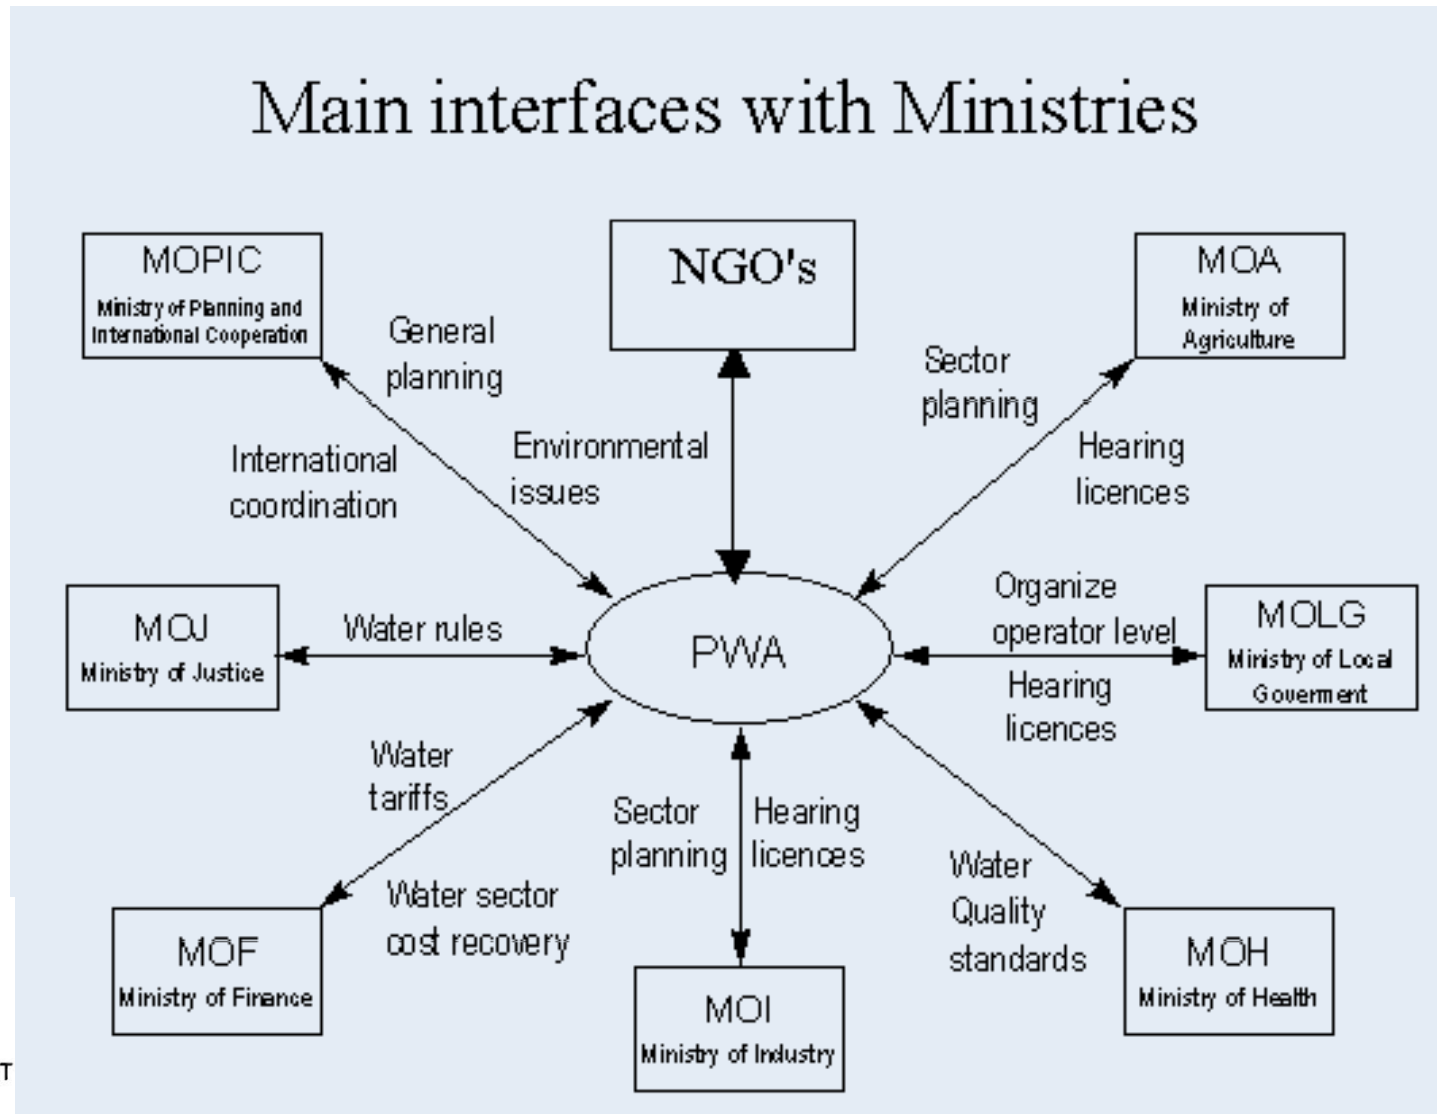 Main interfaces with Ministries
MOPIC
Ministry of Planning and
International Cooperation
NGO's
MOA
Ministry of
Agriculture
General
planning
Sector
planning
International
coordination
Environmental
issues
Hearing
licences
MOJ
Ministry of Justice
Water rules
PWA
Organize
operator level
Hearing
licences
MOLG
Ministry of Local
Goverment
Water
tariffs
Water sector
cost recovery
Sector
planning
Hearing
licences
Water
Quality
standards
MOF
Ministry of Finance
MOI
Ministry of Industry
MOH
Ministry of Health
T